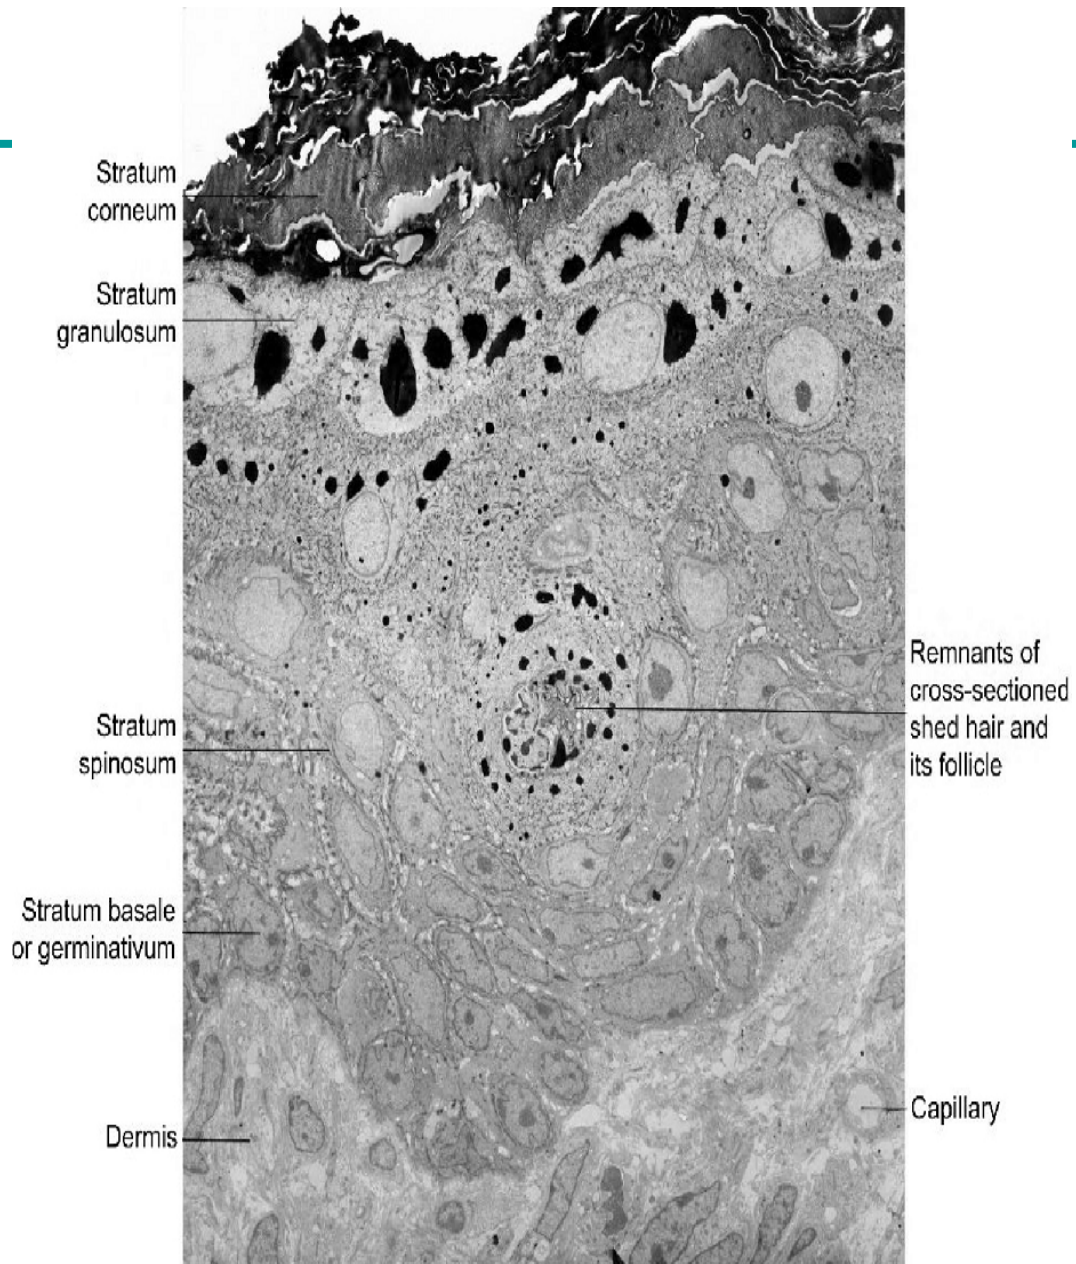 Stratum
corneum
Stratum
granulosum
Stratum
spinosum
Stratum basale
or germinativum
Dermis
Remnants of
cross-sectioned
shed hair and
its follicle
Capillary